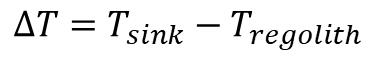 ΔT = T_sink − T_regolith